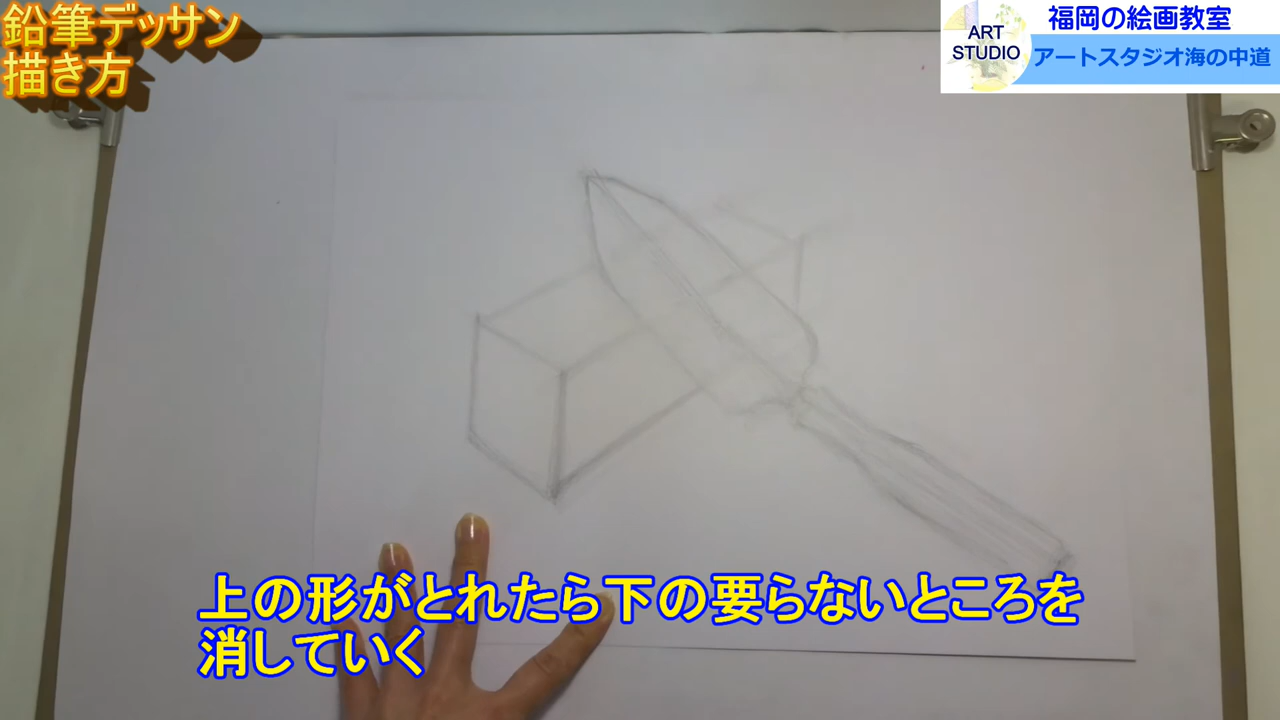 鉛筆デッサン
描き方
ART
STUDIO
福岡の絵画教室
アートスタジオ海の中道
上の形がとれたら下の要らないところを
消していく